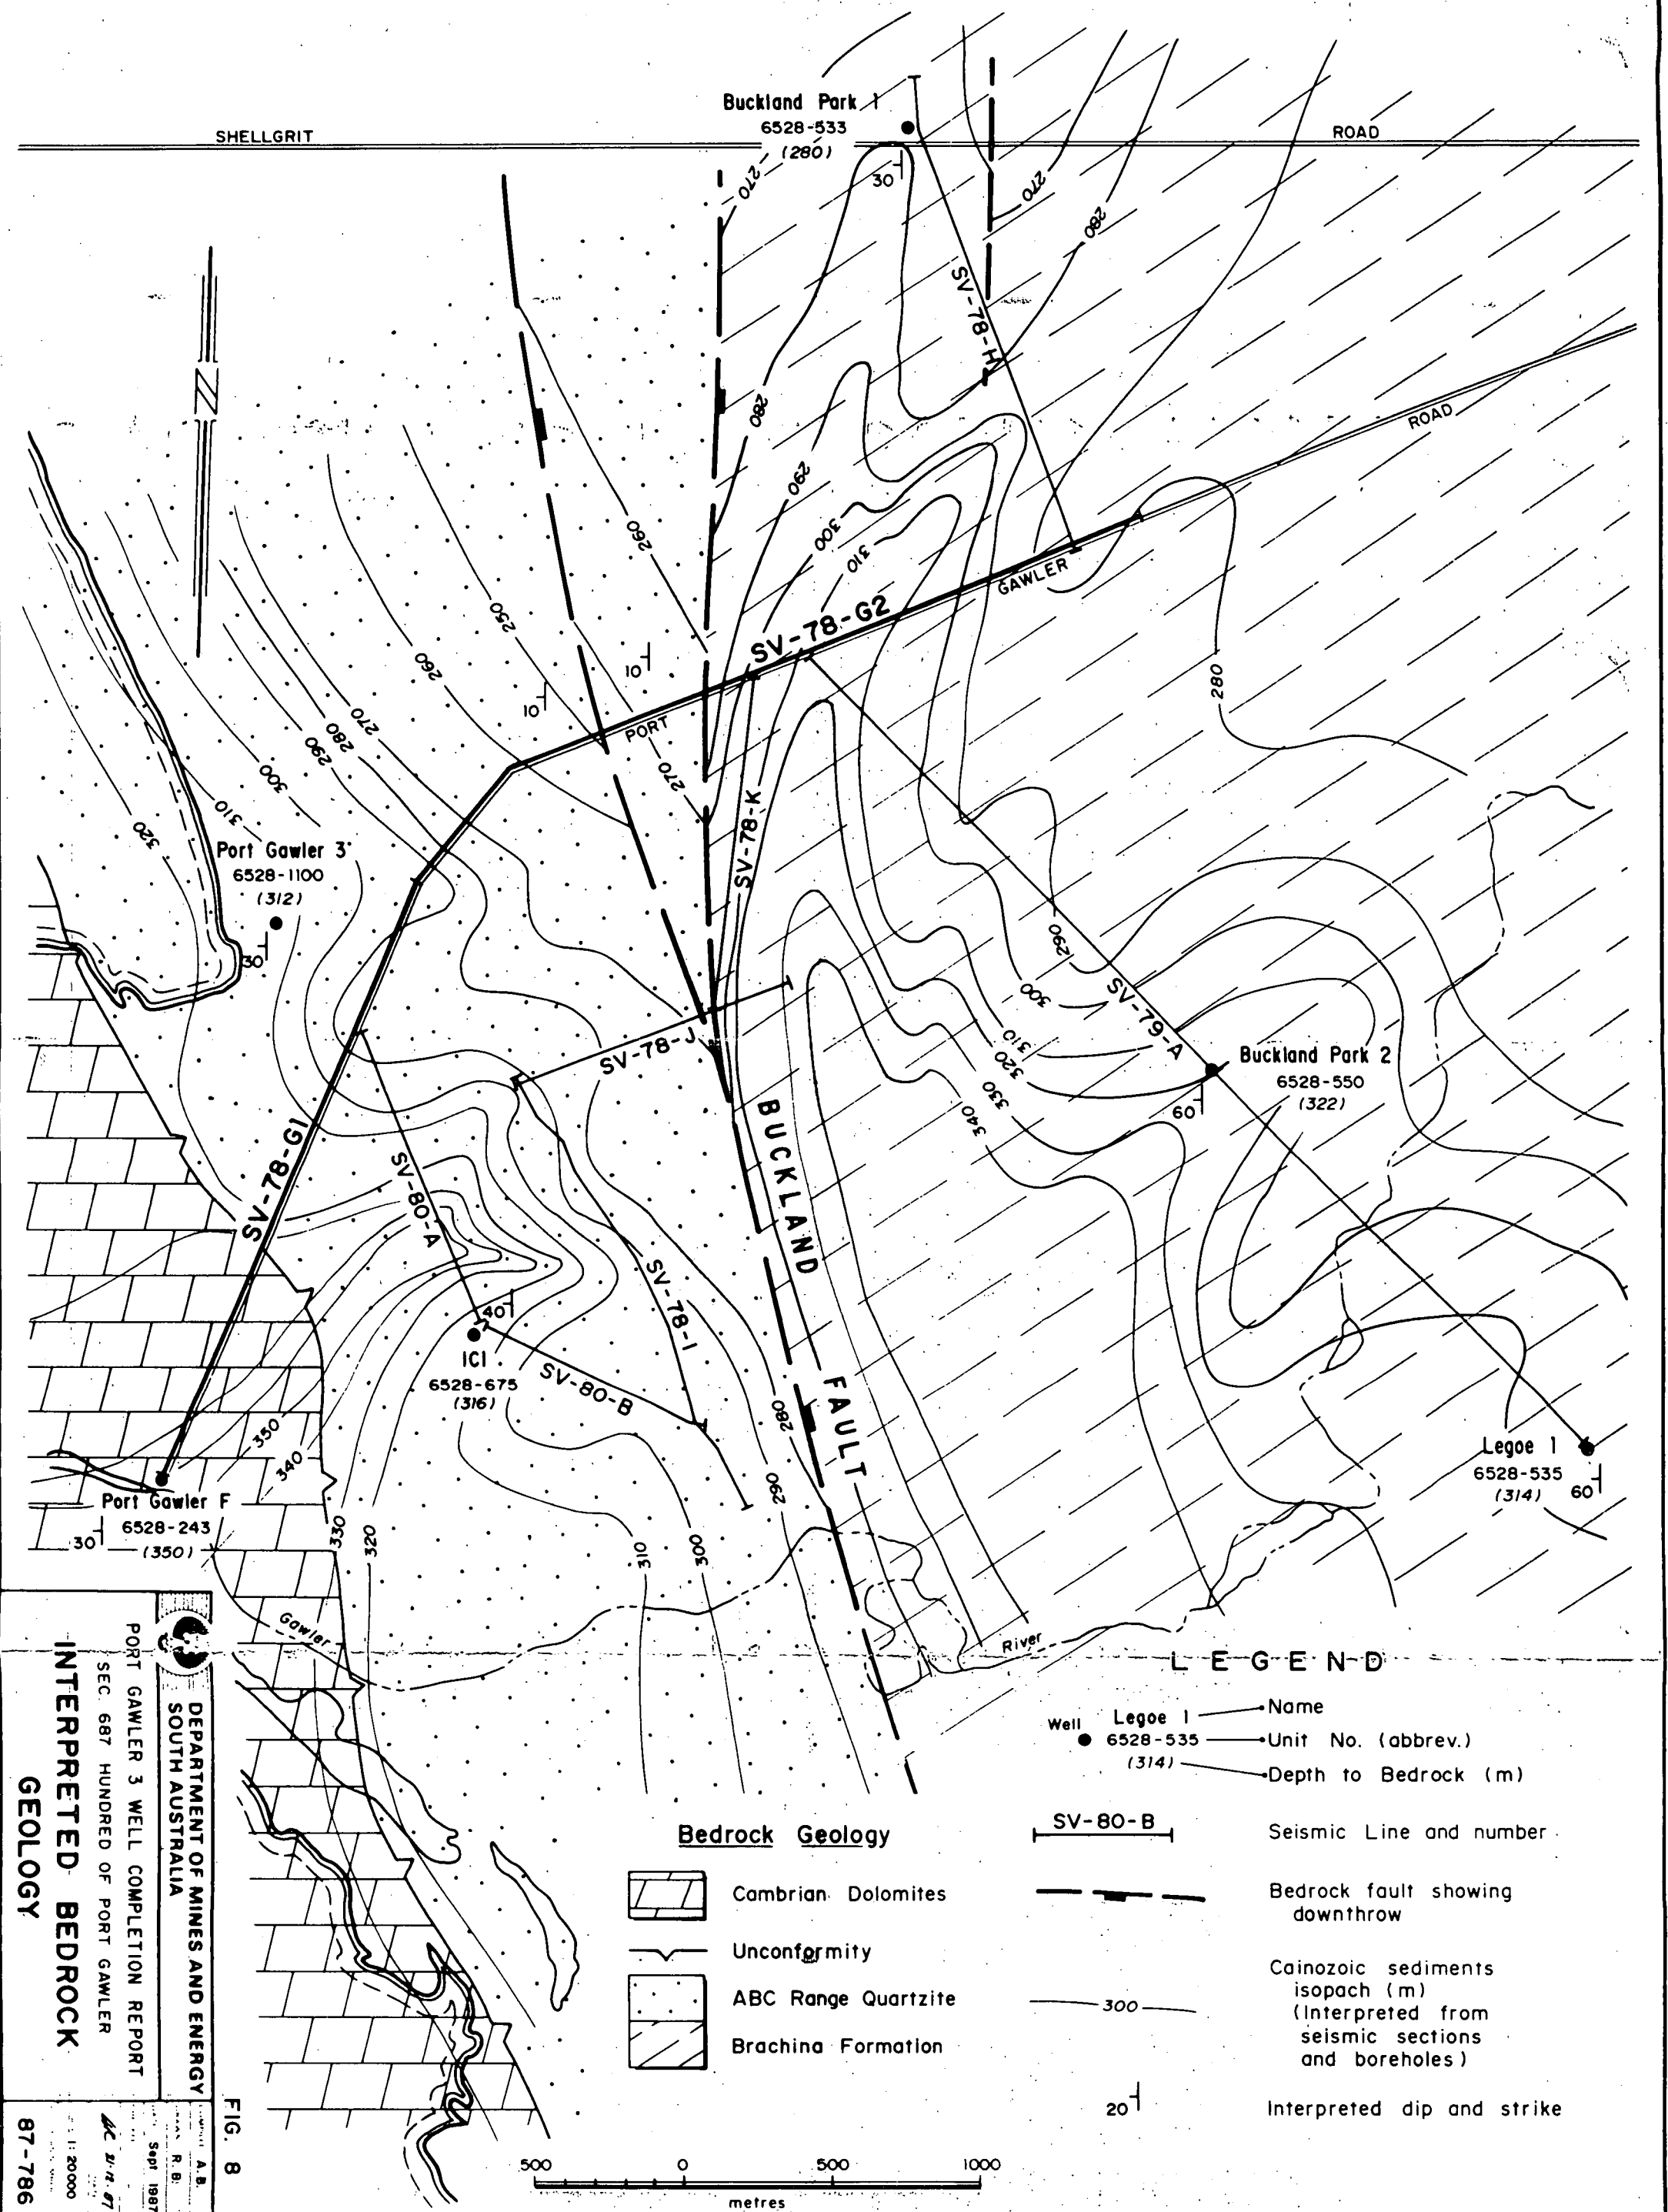 Buckland Park 1
6528-533
(280)
SHELLGRIT
ROAD
30
270
270
280
SV-78-H
280
290
300
310
ROAD
GAWLER
SV-78-G2
PORT
260
250
260
10
10
270
270
280
290
300
310
320
280
SV-78-K
Port Gawler 3
6528-1100
(312)
30
290
300
310
320
330
340
SV-79-A
Buckland Park 2
6528-550
(322)
60
SV-78-J
BUCKLAND
FAULT
SV-78-G1
SV-80-A
SV-78-I
40
ICI
6528-675
(316)
SV-80-B
280
290
300
310
320
330
340
350
Legoe 1
6528-535
(314)
60
Port Gawler F
6528-243
(350)
30
Gawler
River
N
LEGEND
Well
Legoe 1
Name
6528-535
Unit No. (abbrev.)
(314)
Depth to Bedrock (m)
SV-80-B
Seismic Line and number
Bedrock fault showing
downthrow
300
Cainozoic sediments
isopach (m)
(Interpreted from
seismic sections
and boreholes)
20
Interpreted dip and strike
Bedrock Geology
Cambrian Dolomites
Unconformity
ABC Range Quartzite
Brachina Formation
500
0
500
1000
metres
DEPARTMENT OF MINES AND ENERGY
SOUTH AUSTRALIA
PORT GAWLER 3 WELL COMPLETION REPORT
SEC. 687 HUNDRED OF PORT GAWLER
INTERPRETED BEDROCK
GEOLOGY
FIG. 8
A.B.
R.B.
Sept 1987
21.12.87
1:20000
87-786